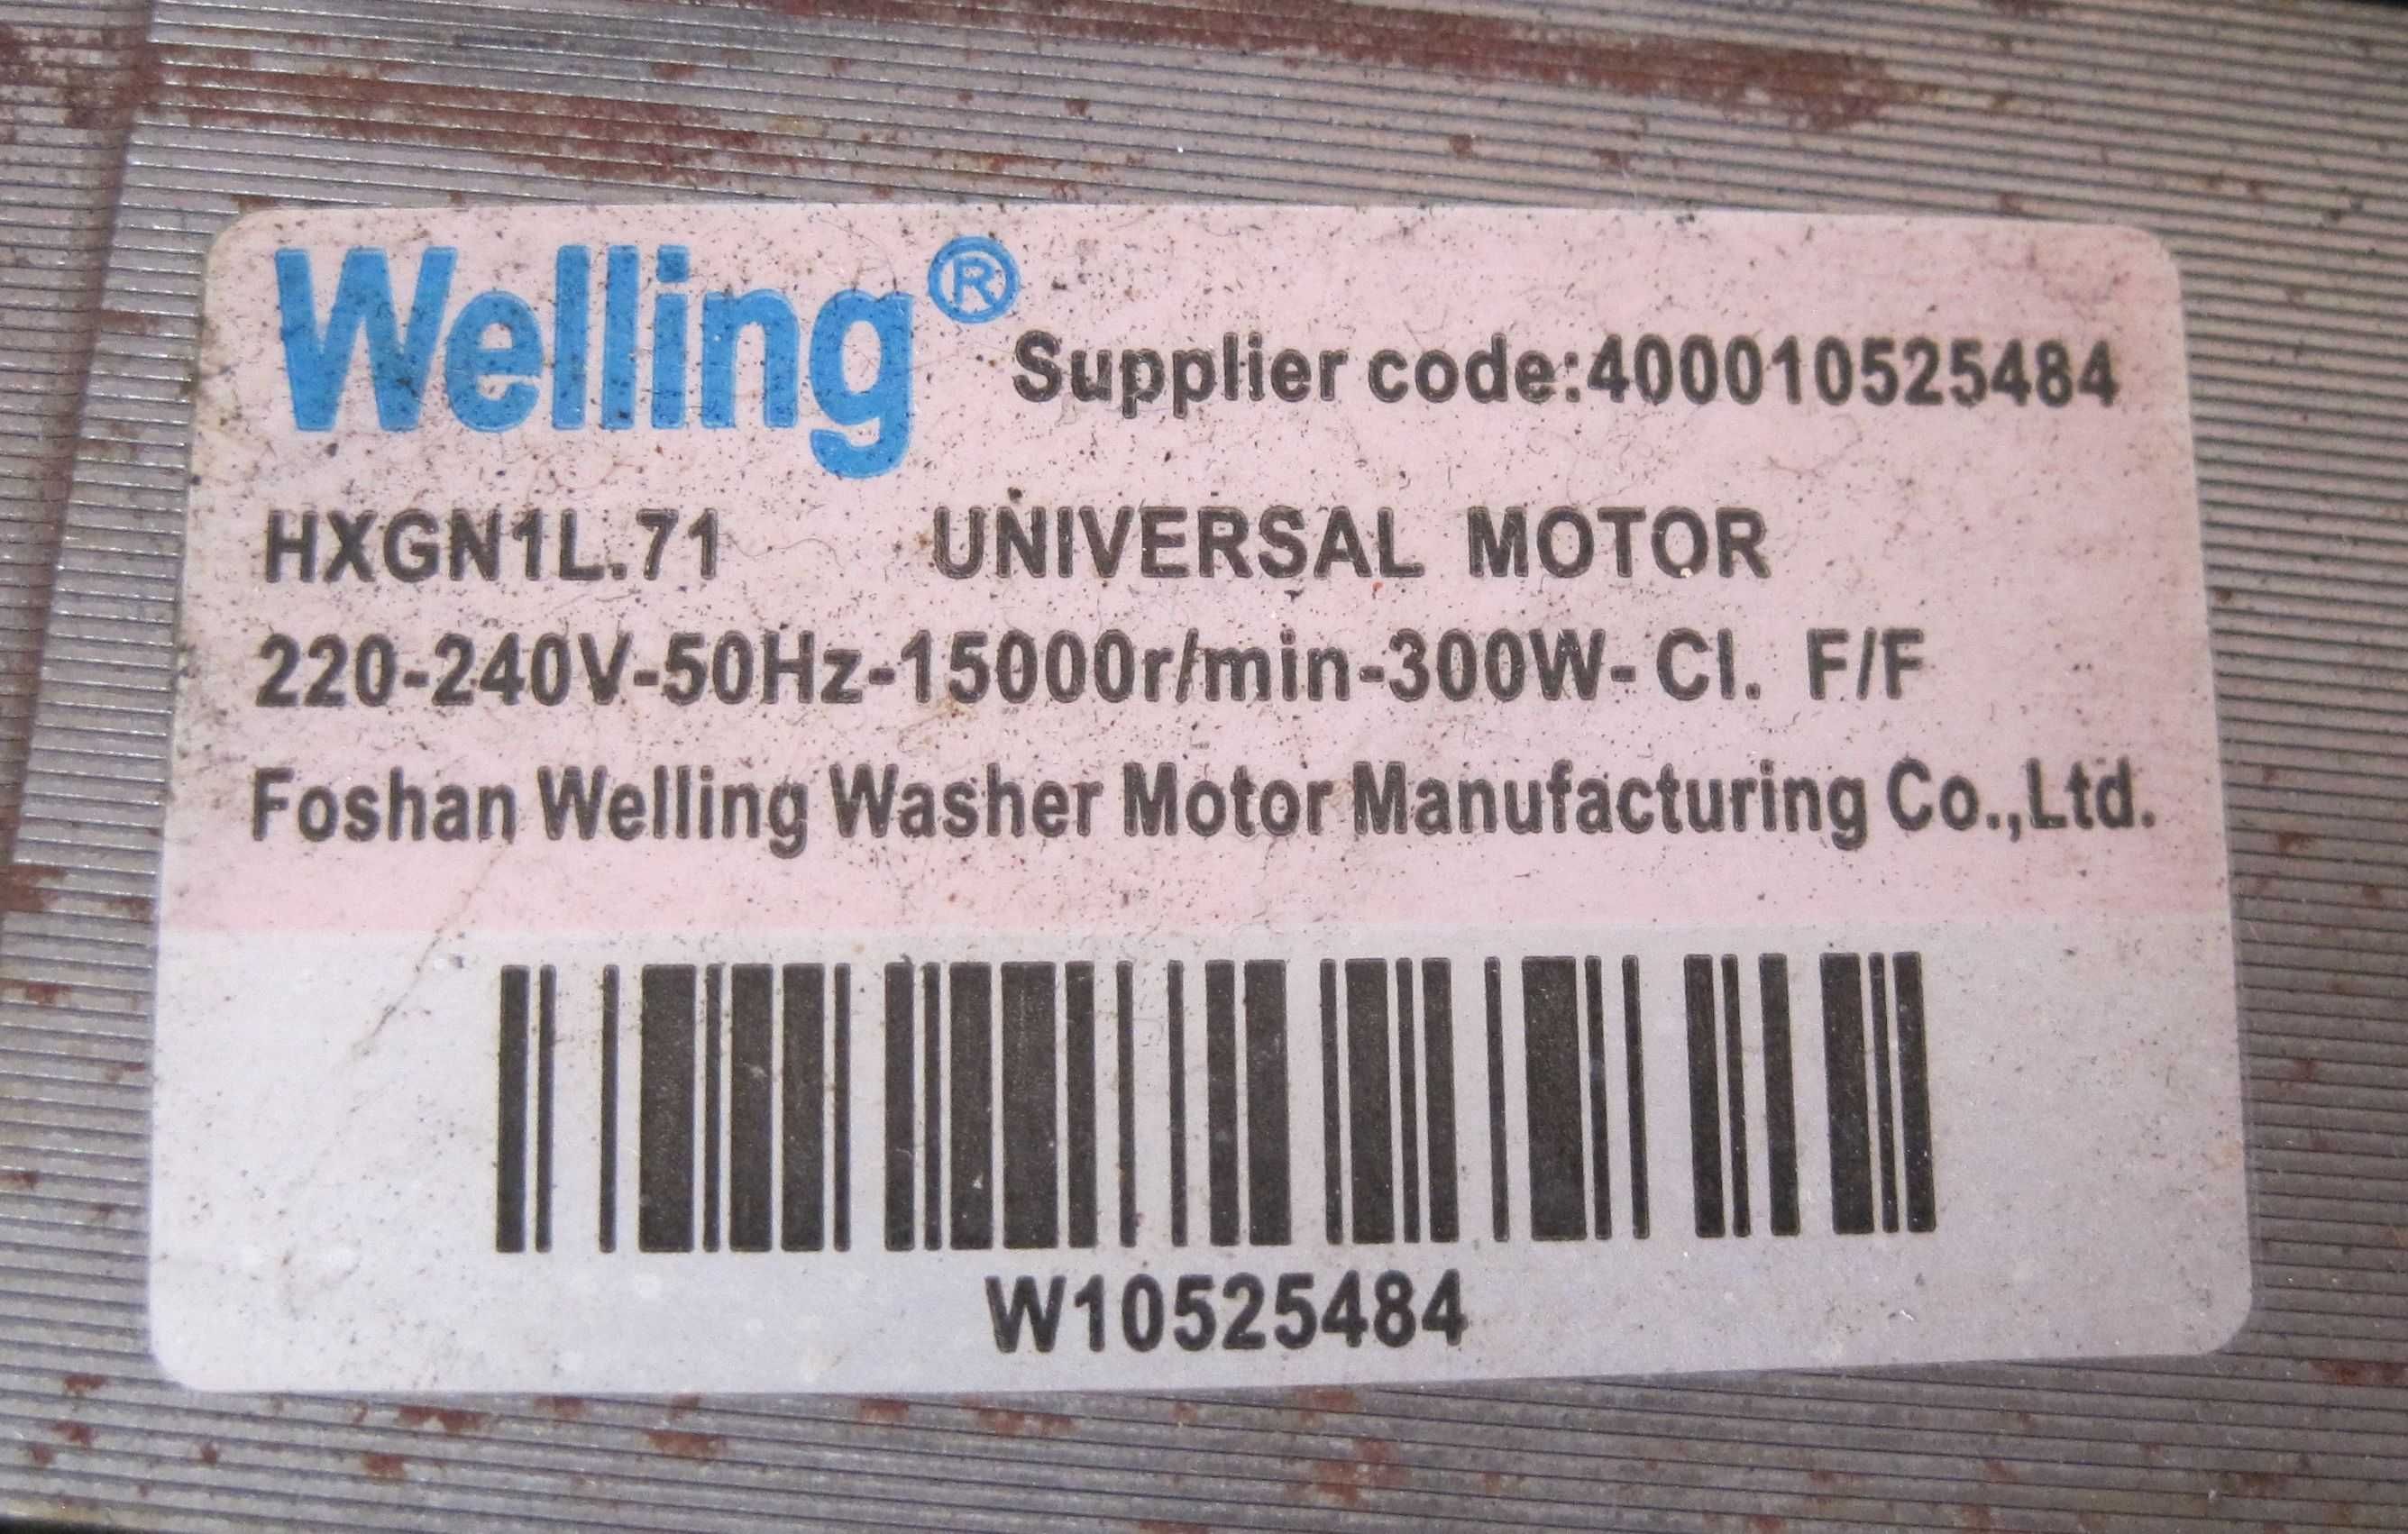 Welling®
Supplier code:400010525484
HXGN1L.71 UNIVERSAL MOTOR
220-240V-50Hz-15000r/min-300W- Cl. F/F
Foshan Welling Washer Motor Manufacturing Co.,Ltd.
W10525484